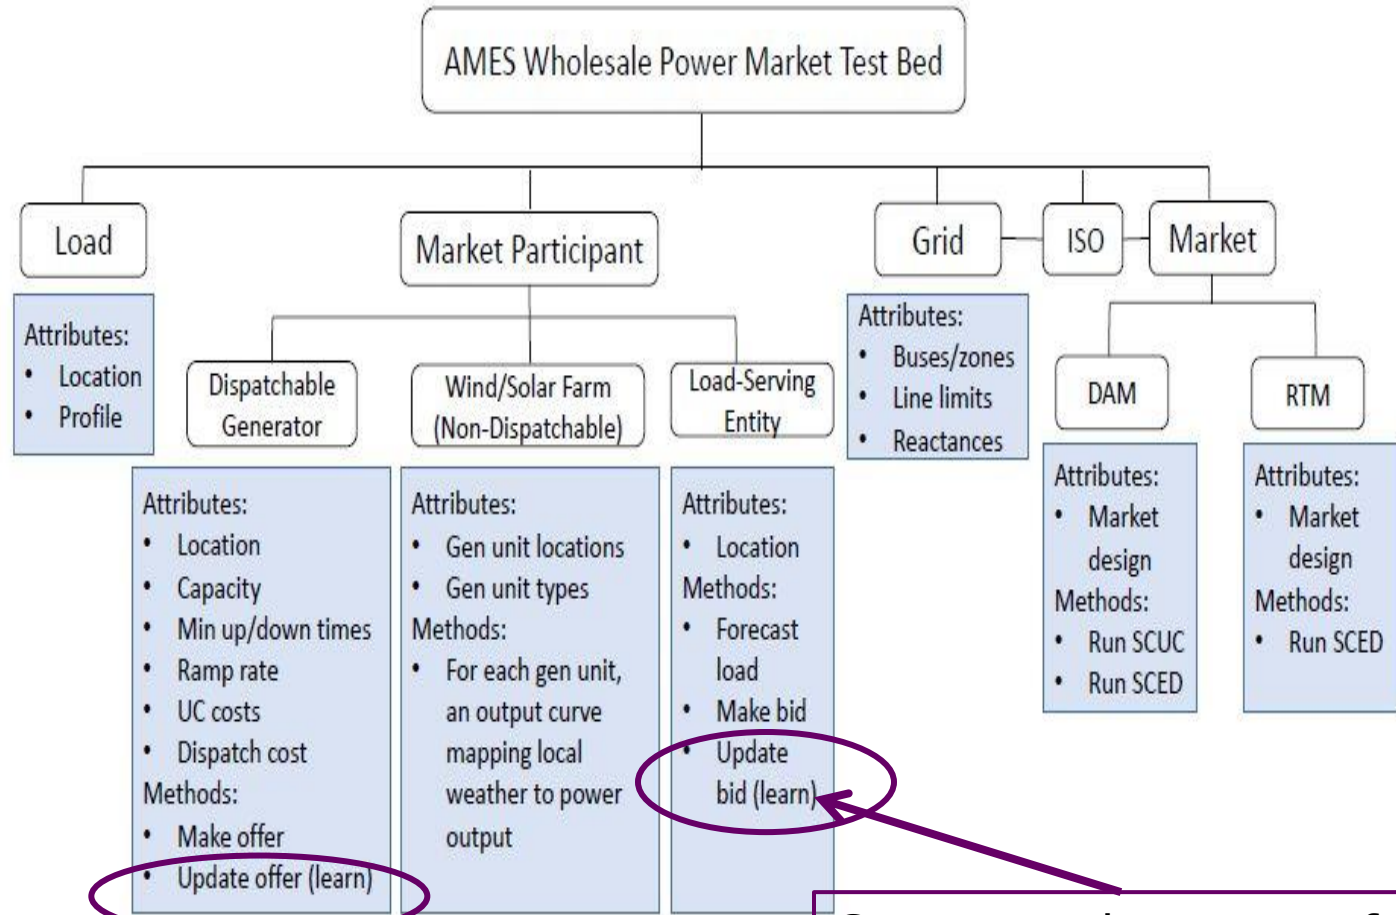 AMES Wholesale Power Market Test Bed
Load
Market Participant
Grid
ISO
Market
Attributes:
• Location
• Profile
Dispatchable
Generator
Wind/Solar Farm
(Non-Dispatchable)
Load-Serving
Entity
Attributes:
• Buses/zones
• Line limits
• Reactances
DAM
RTM
Attributes:
• Location
• Capacity
• Min up/down times
• Ramp rate
• UC costs
• Dispatch cost
Methods:
• Make offer
• Update offer (learn)
Attributes:
• Gen unit locations
• Gen unit types
Methods:
• For each gen unit,
an output curve
mapping local
weather to power
output
Attributes:
• Location
Methods:
• Forecast
load
• Make bid
• Update
bid (learn)
Attributes:
• Market
design
Methods:
• Run SCUC
• Run SCED
Attributes:
• Market
design
Methods:
• Run SCED